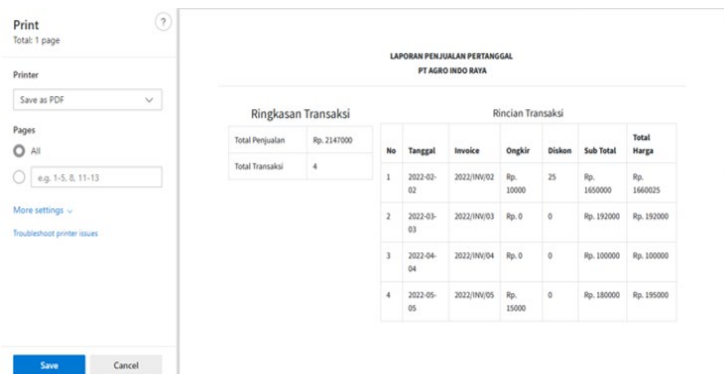 Print
?
Total: 1 page
Printer
Save as PDF
Pages
All
e.g. 1-5, 8, 11-13
More settings
Troubleshoot printer issues
Save Cancel
LAPORAN PENJUALAN PERTANGGAL
PT AGRO INDO RAYA
Ringkasan Transaksi
Total Penjualan Rp. 2147000
Total Transaksi 4
Rincian Transaksi
No Tanggal Invoice Ongkir Diskon Sub Total Total
Harga
1 2022-02- 2022/INV/02 Rp. 25 Rp. Rp.
02 10000 1650000 1660025
2 2022-03- 2022/INV/03 Rp. 0 0 Rp. 192000 Rp. 192000
03
3 2022-04- 2022/INV/04 Rp. 0 0 Rp. 100000 Rp. 100000
04
4 2022-05- 2022/INV/05 Rp. 0 Rp. 180000 Rp. 195000
05 15000